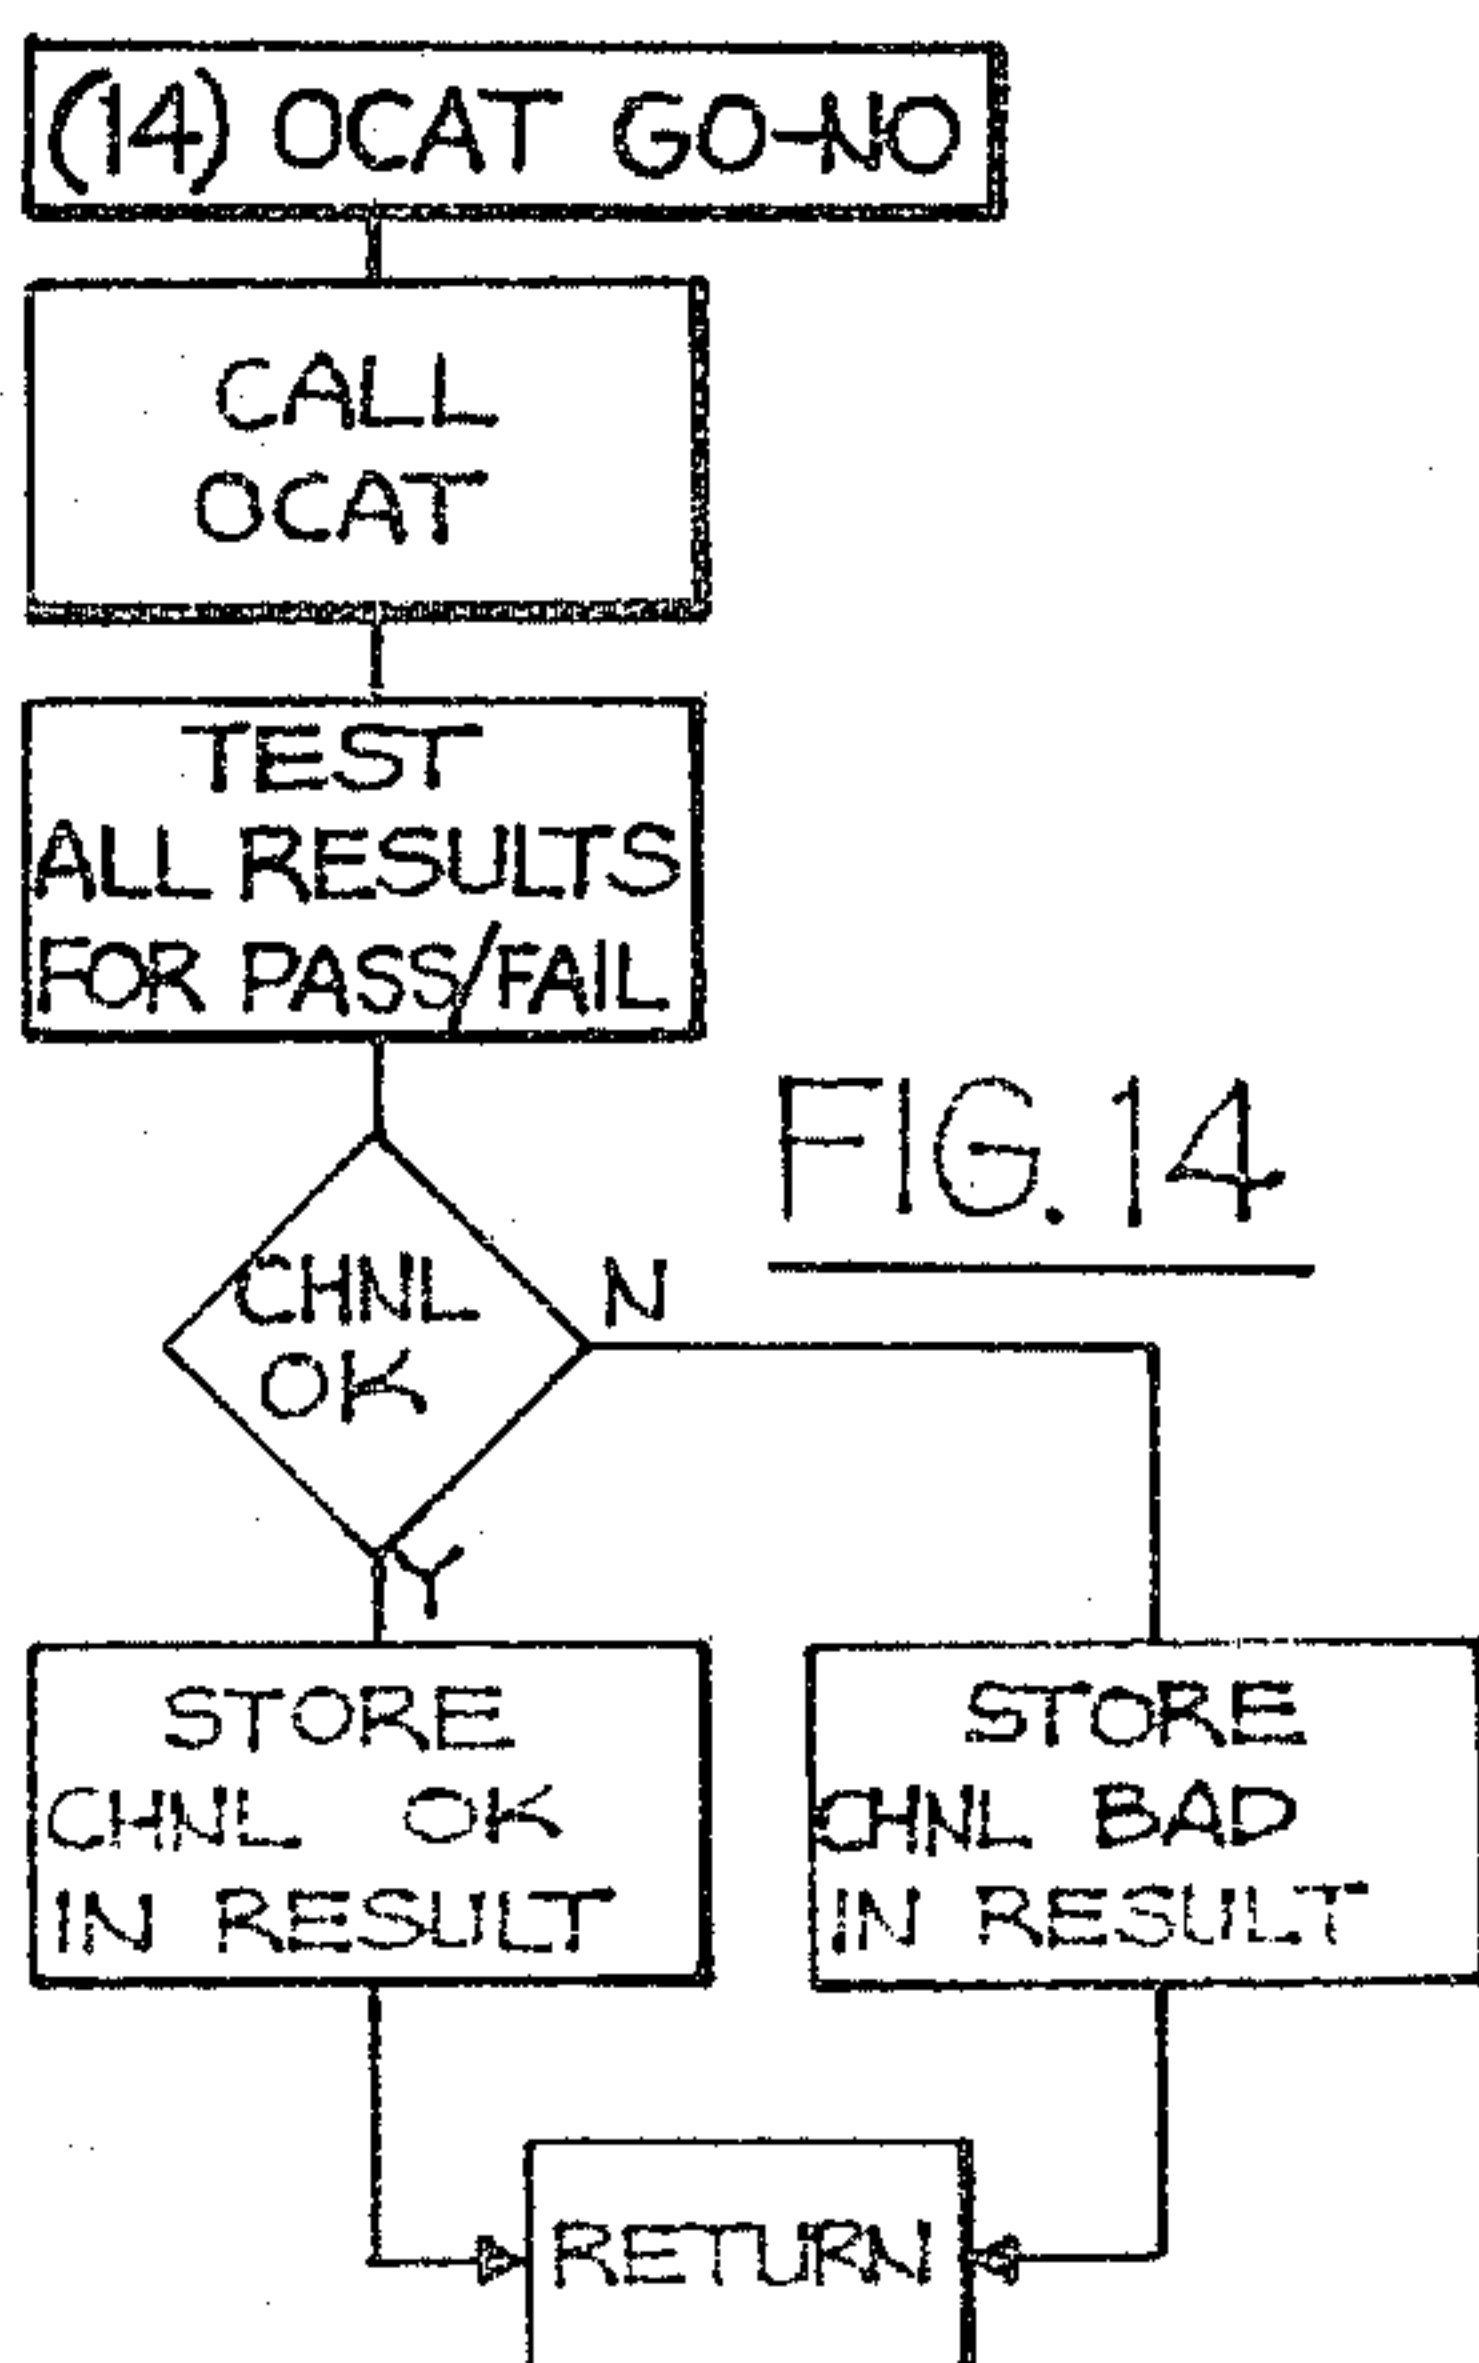 (14) OCAT GO-NO
CALL
OCAT
TEST
ALL RESULTS
FOR PASS/FAIL
FIG. 14
CHNL
OK
N
Y
STORE
CHNL OK
IN RESULT
STORE
CHNL BAD
IN RESULT
RETURN